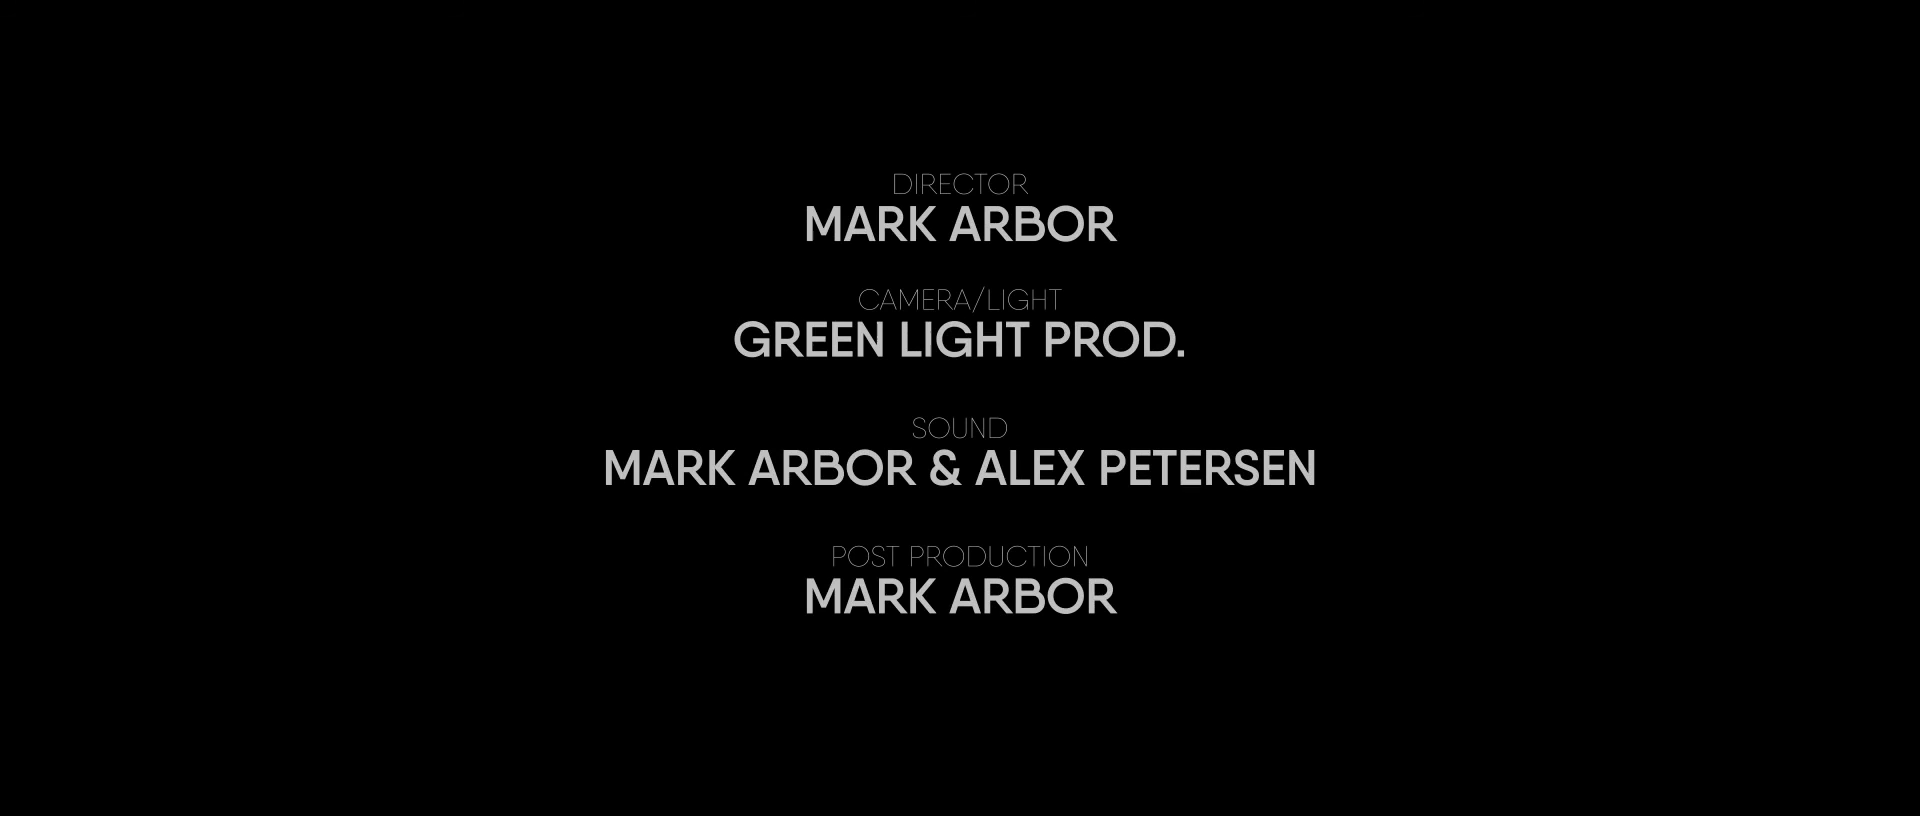 DIRECTOR
MARK ARBOR
CAMERA/LIGHT
GREEN LIGHT PROD.
SOUND
MARK ARBOR & ALEX PETERSEN
POST PRODUCTION
MARK ARBOR